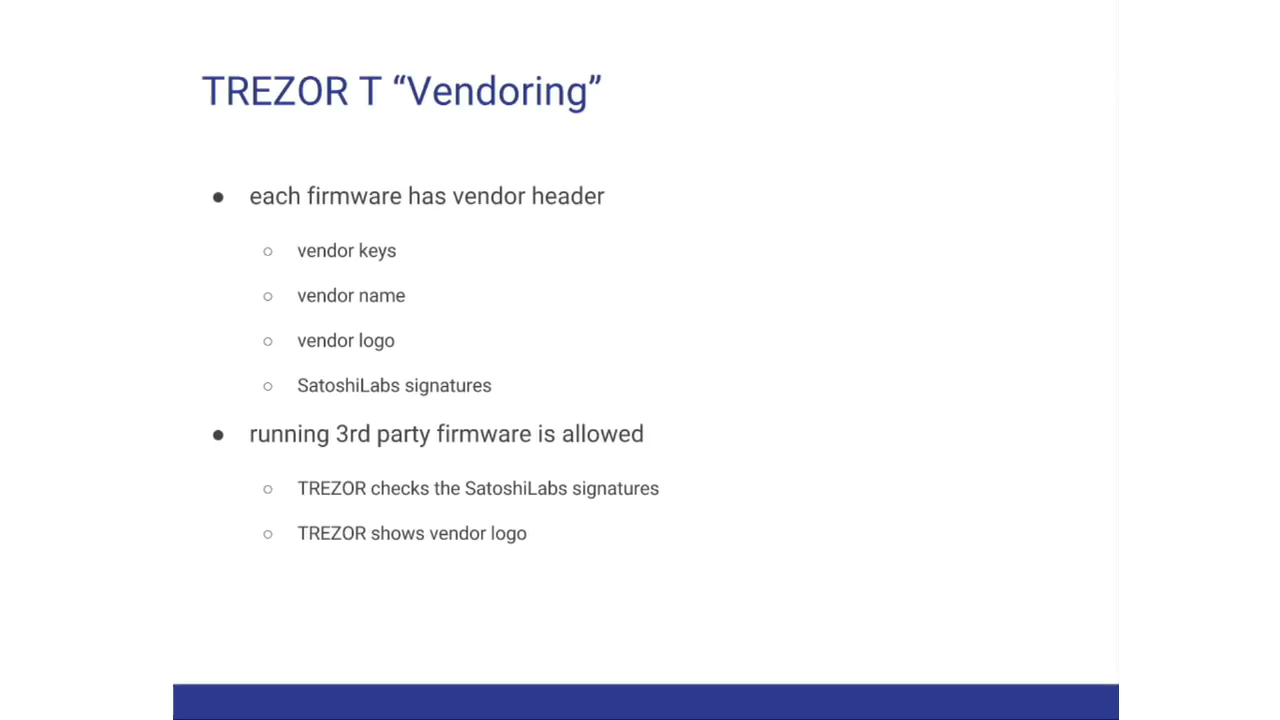 TREZOR T “Vendoring”
● each firmware has vendor header
○ vendor keys
○ vendor name
○ vendor logo
○ SatoshiLabs signatures
● running 3rd party firmware is allowed
○ TREZOR checks the SatoshiLabs signatures
○ TREZOR shows vendor logo